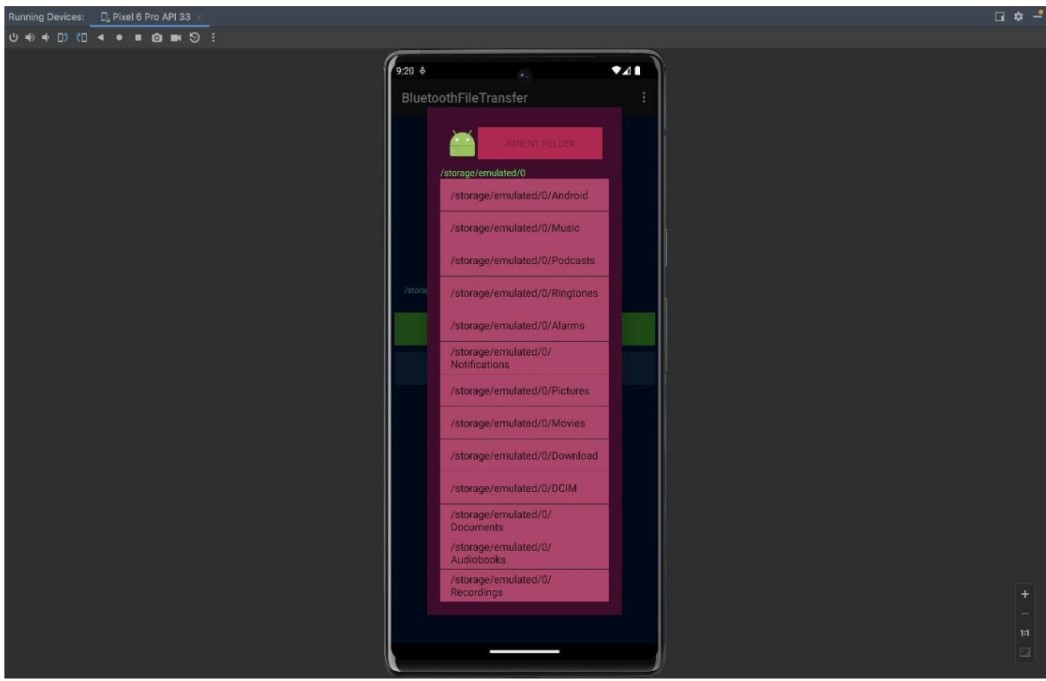 Running Devices: Pixel 6 Pro API 33
9:20
BluetoothFileTransfer
PARENT FOLDER
/storage/emulated/0
/storage/emulated/0/Android
/storage/emulated/0/Music
/storage/emulated/0/Podcasts
/stora
/storage/emulated/0/Ringtones
/storage/emulated/0/Alarms
/storage/emulated/0/
Notifications
/storage/emulated/0/Pictures
/storage/emulated/0/Movies
/storage/emulated/0/Download
/storage/emulated/0/DCIM
/storage/emulated/0/
Documents
/storage/emulated/0/
Audiobooks
/storage/emulated/0/
Recordings
1:1